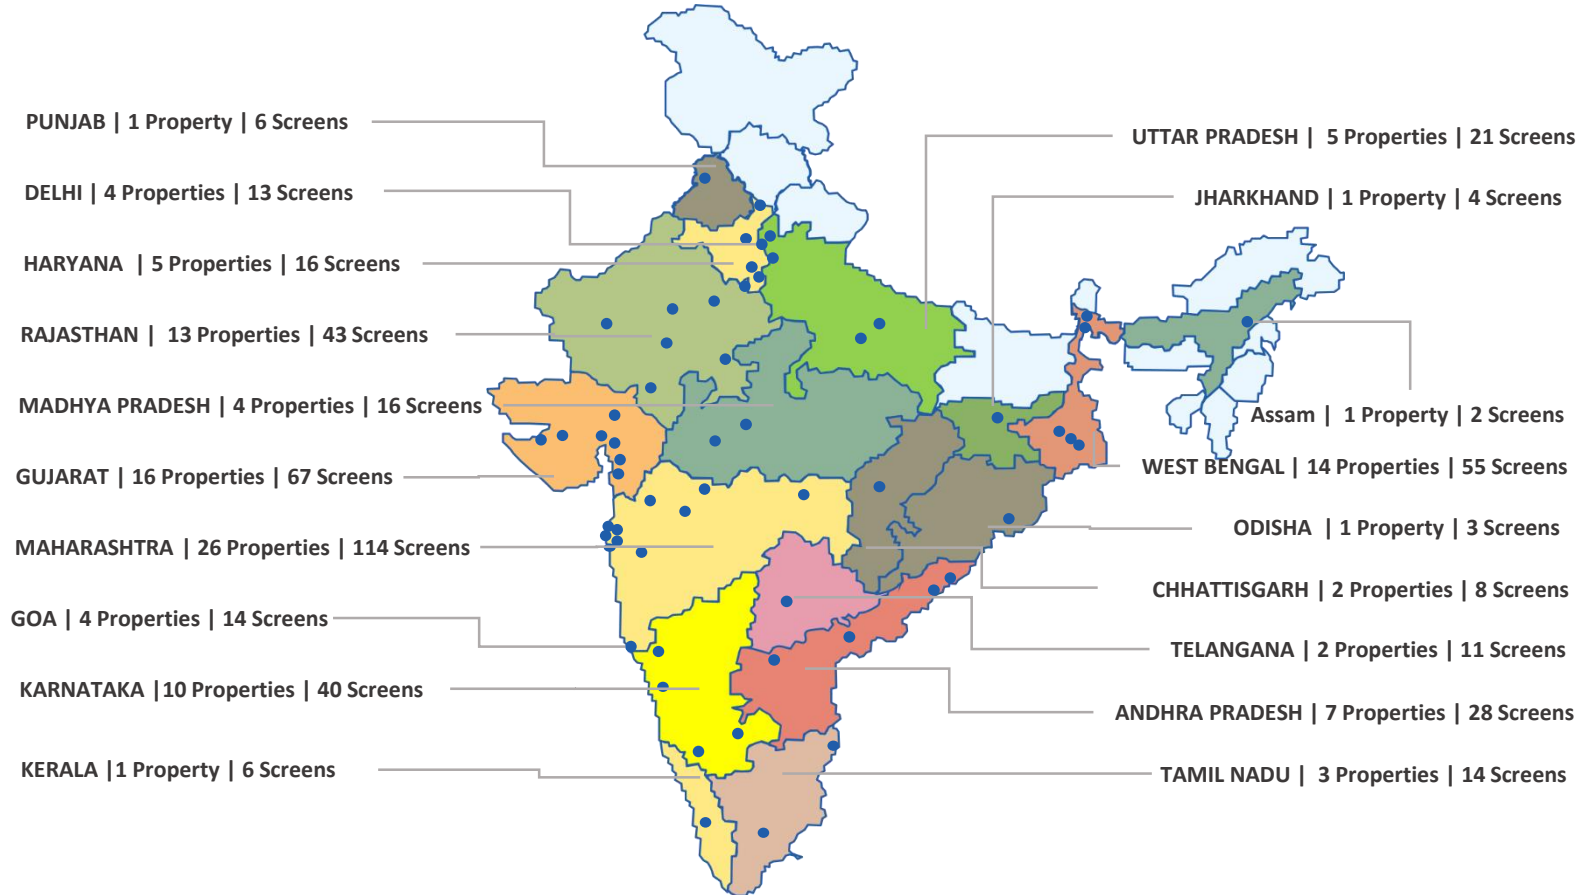 PUNJAB | 1 Property | 6 Screens
DELHI | 4 Properties | 13 Screens
HARYANA | 5 Properties | 16 Screens
RAJASTHAN | 13 Properties | 43 Screens
MADHYA PRADESH | 4 Properties | 16 Screens
GUJARAT | 16 Properties | 67 Screens
MAHARASHTRA | 26 Properties | 114 Screens
GOA | 4 Properties | 14 Screens
KARNATAKA |10 Properties | 40 Screens
KERALA |1 Property | 6 Screens
UTTAR PRADESH | 5 Properties | 21 Screens
JHARKHAND | 1 Property | 4 Screens
Assam | 1 Property | 2 Screens
WEST BENGAL | 14 Properties | 55 Screens
ODISHA | 1 Property | 3 Screens
CHHATTISGARH | 2 Properties | 8 Screens
TELANGANA | 2 Properties | 11 Screens
ANDHRA PRADESH | 7 Properties | 28 Screens
TAMIL NADU | 3 Properties | 14 Screens